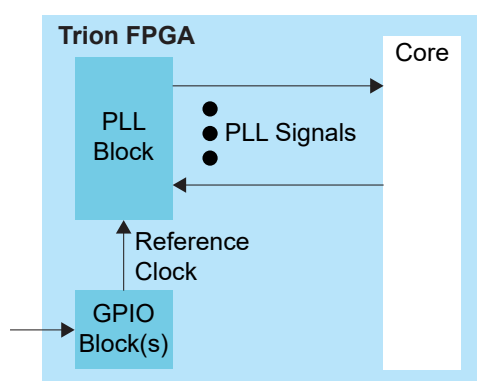 Trion FPGA
Core
PLL
Block
PLL Signals
Reference
Clock
GPIO
Block(s)